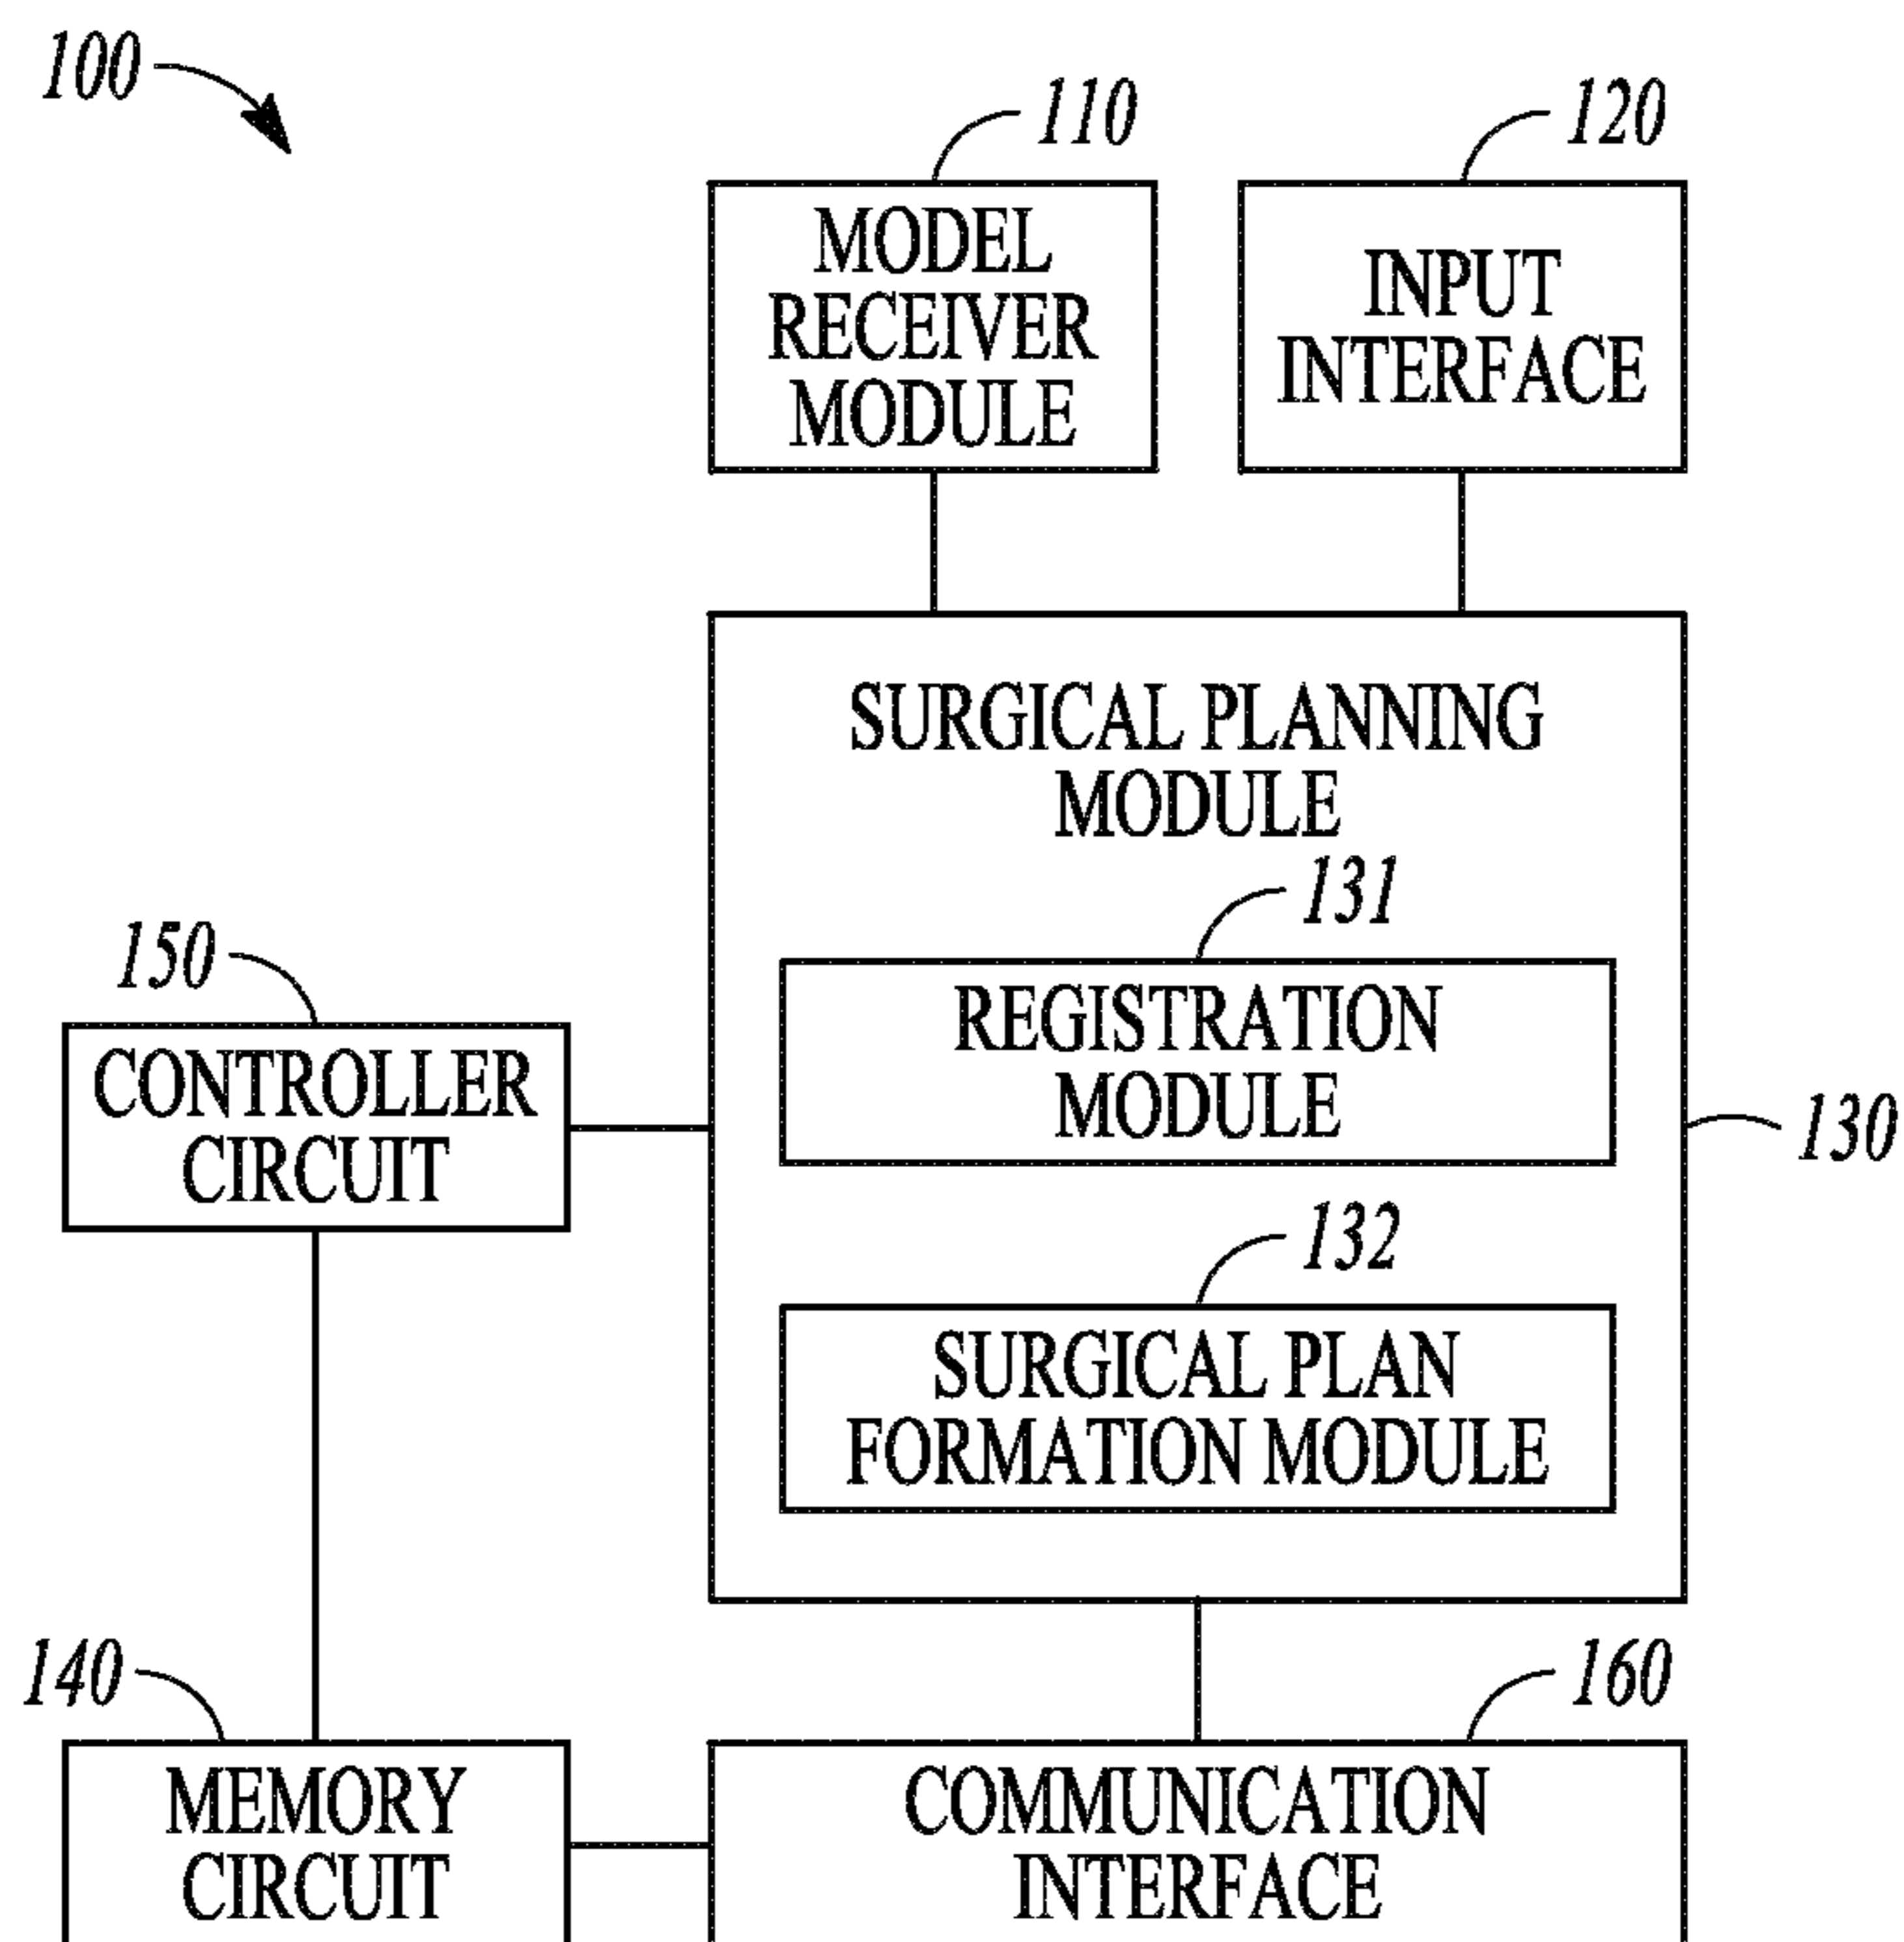 100
110
120
MODEL
RECEIVER
MODULE
INPUT
INTERFACE
SURGICAL PLANNING
MODULE
131
150
REGISTRATION
MODULE
CONTROLLER
CIRCUIT
130
132
SURGICAL PLAN
FORMATION MODULE
140
160
MEMORY
CIRCUIT
COMMUNICATION
INTERFACE